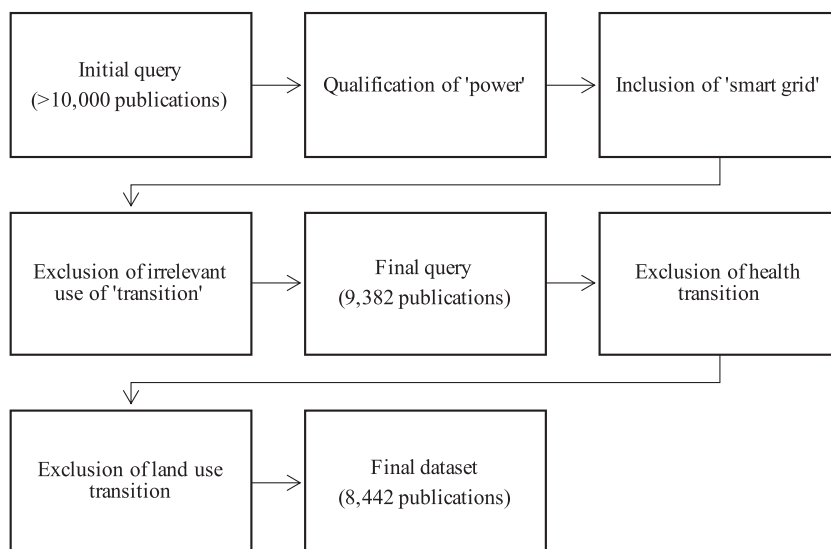 Initial query
(>10,000 publications)
Qualification of 'power'
Inclusion of 'smart grid'
Exclusion of irrelevant
use of 'transition'
Final query
(9,382 publications)
Exclusion of health
transition
Exclusion of land use
transition
Final dataset
(8,442 publications)